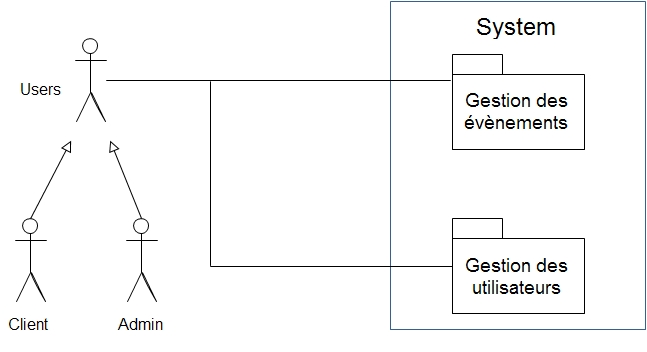 System
Users
Gestion des
évènements
Gestion des
utilisateurs
Client
Admin